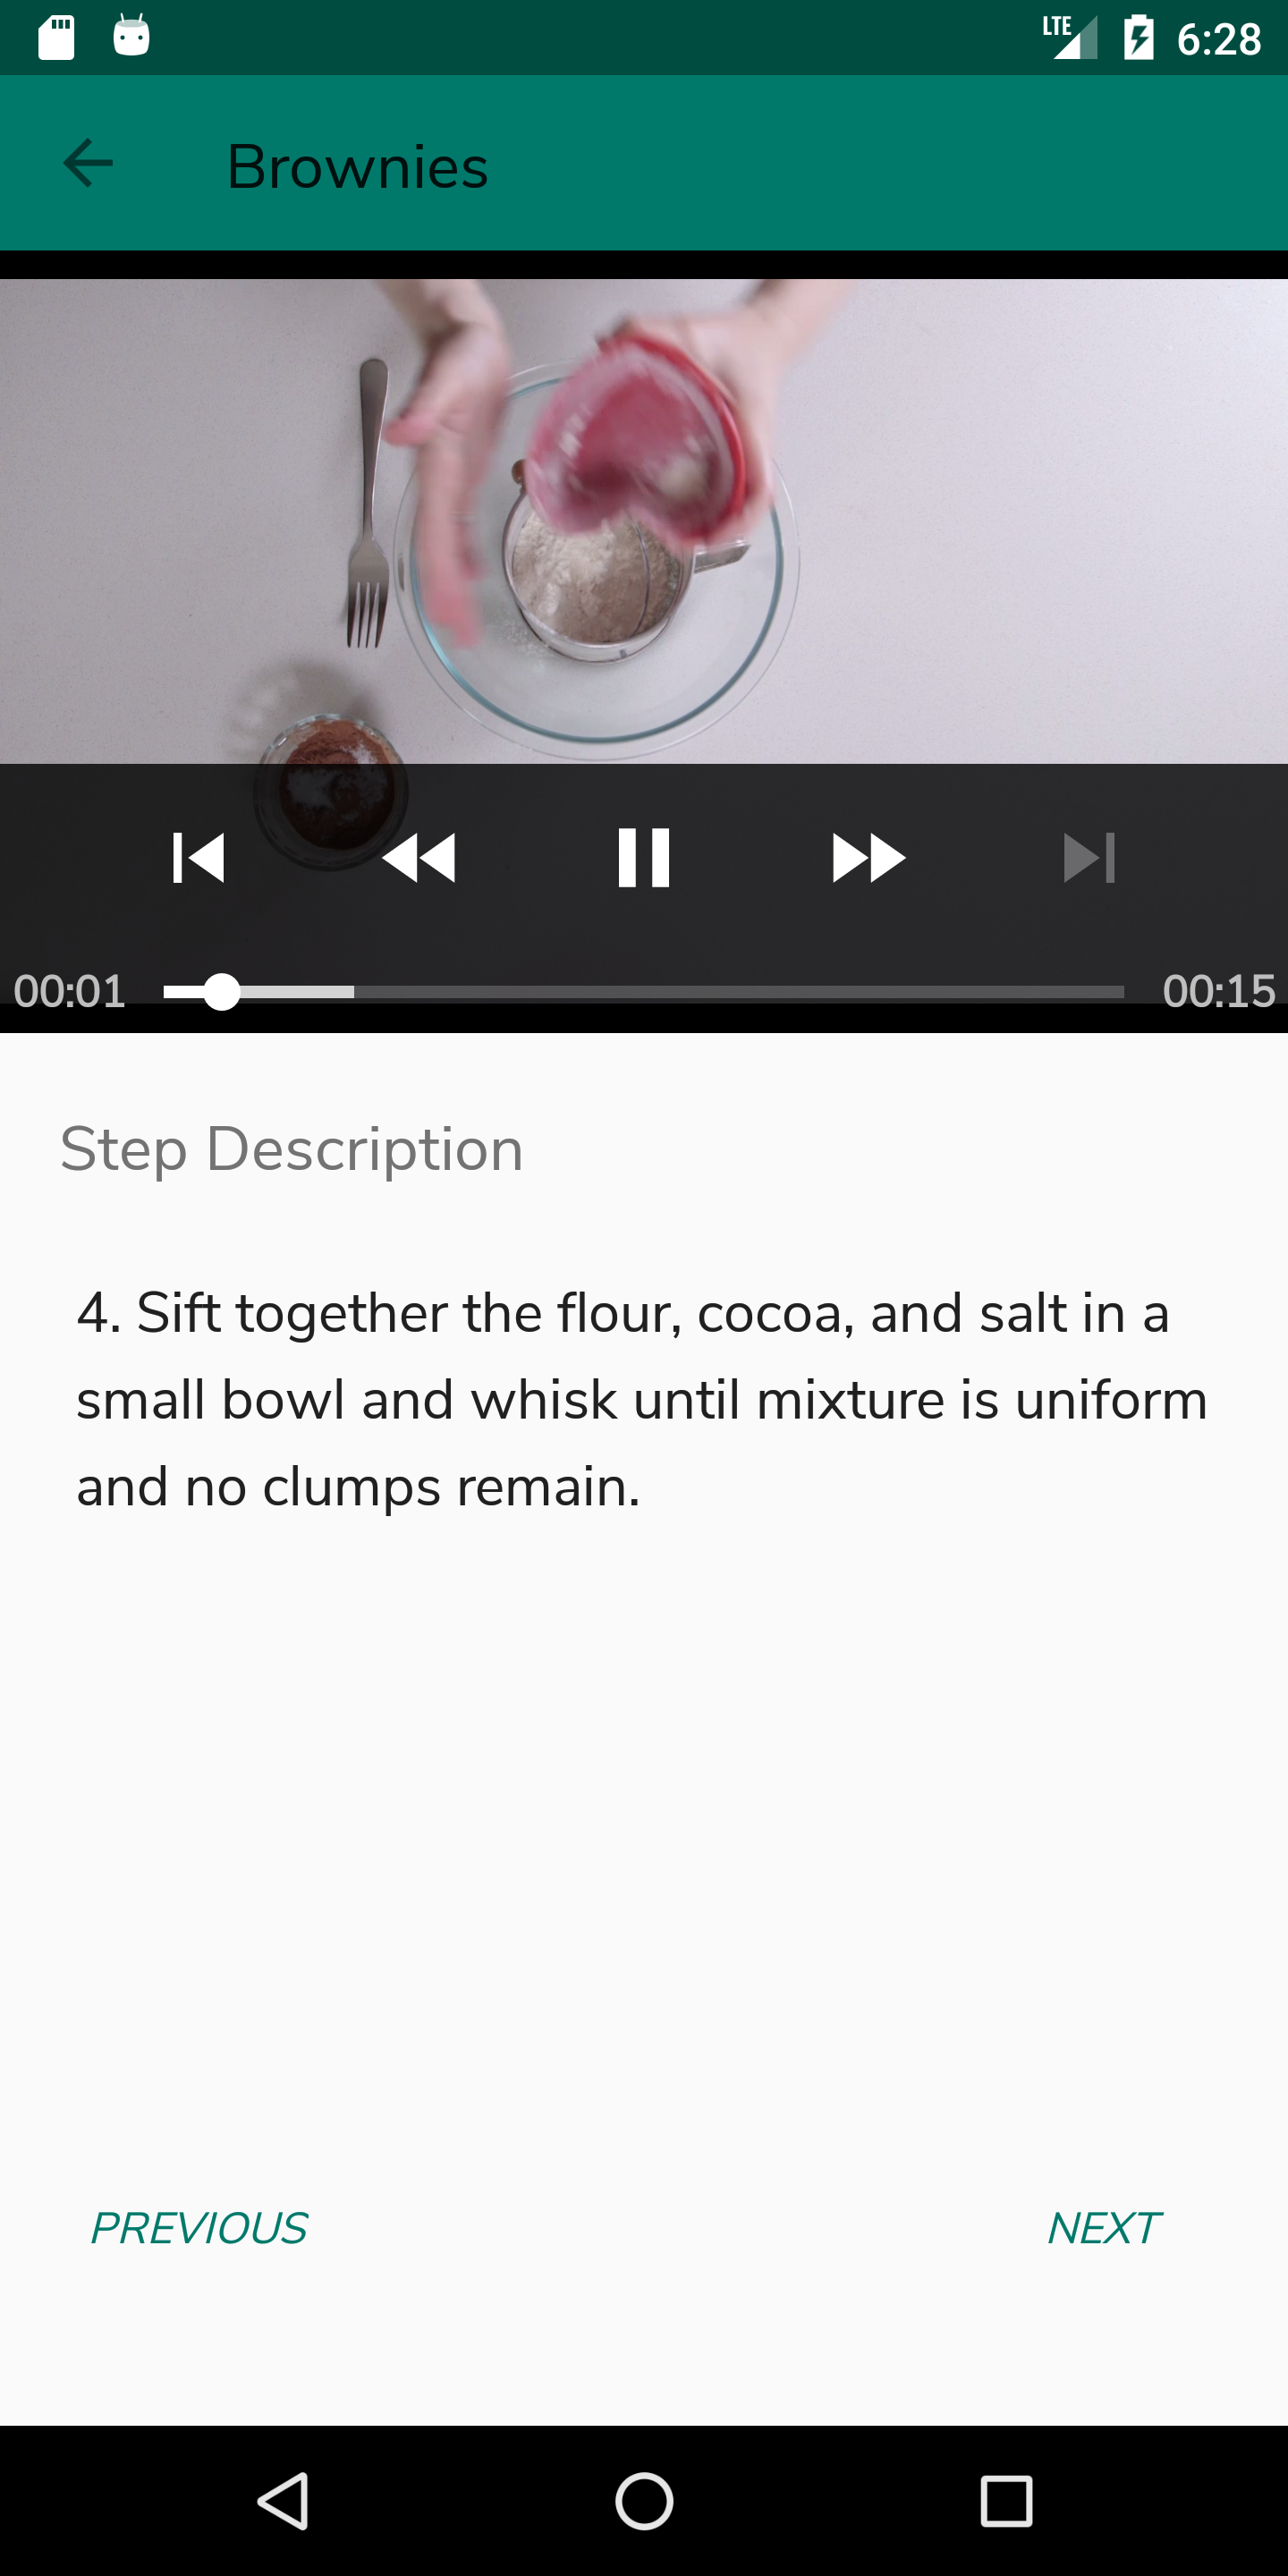 LTE 6:28
Brownies
00:01 00:15
Step Description
4. Sift together the flour, cocoa, and salt in a
small bowl and whisk until mixture is uniform
and no clumps remain.
PREVIOUS NEXT